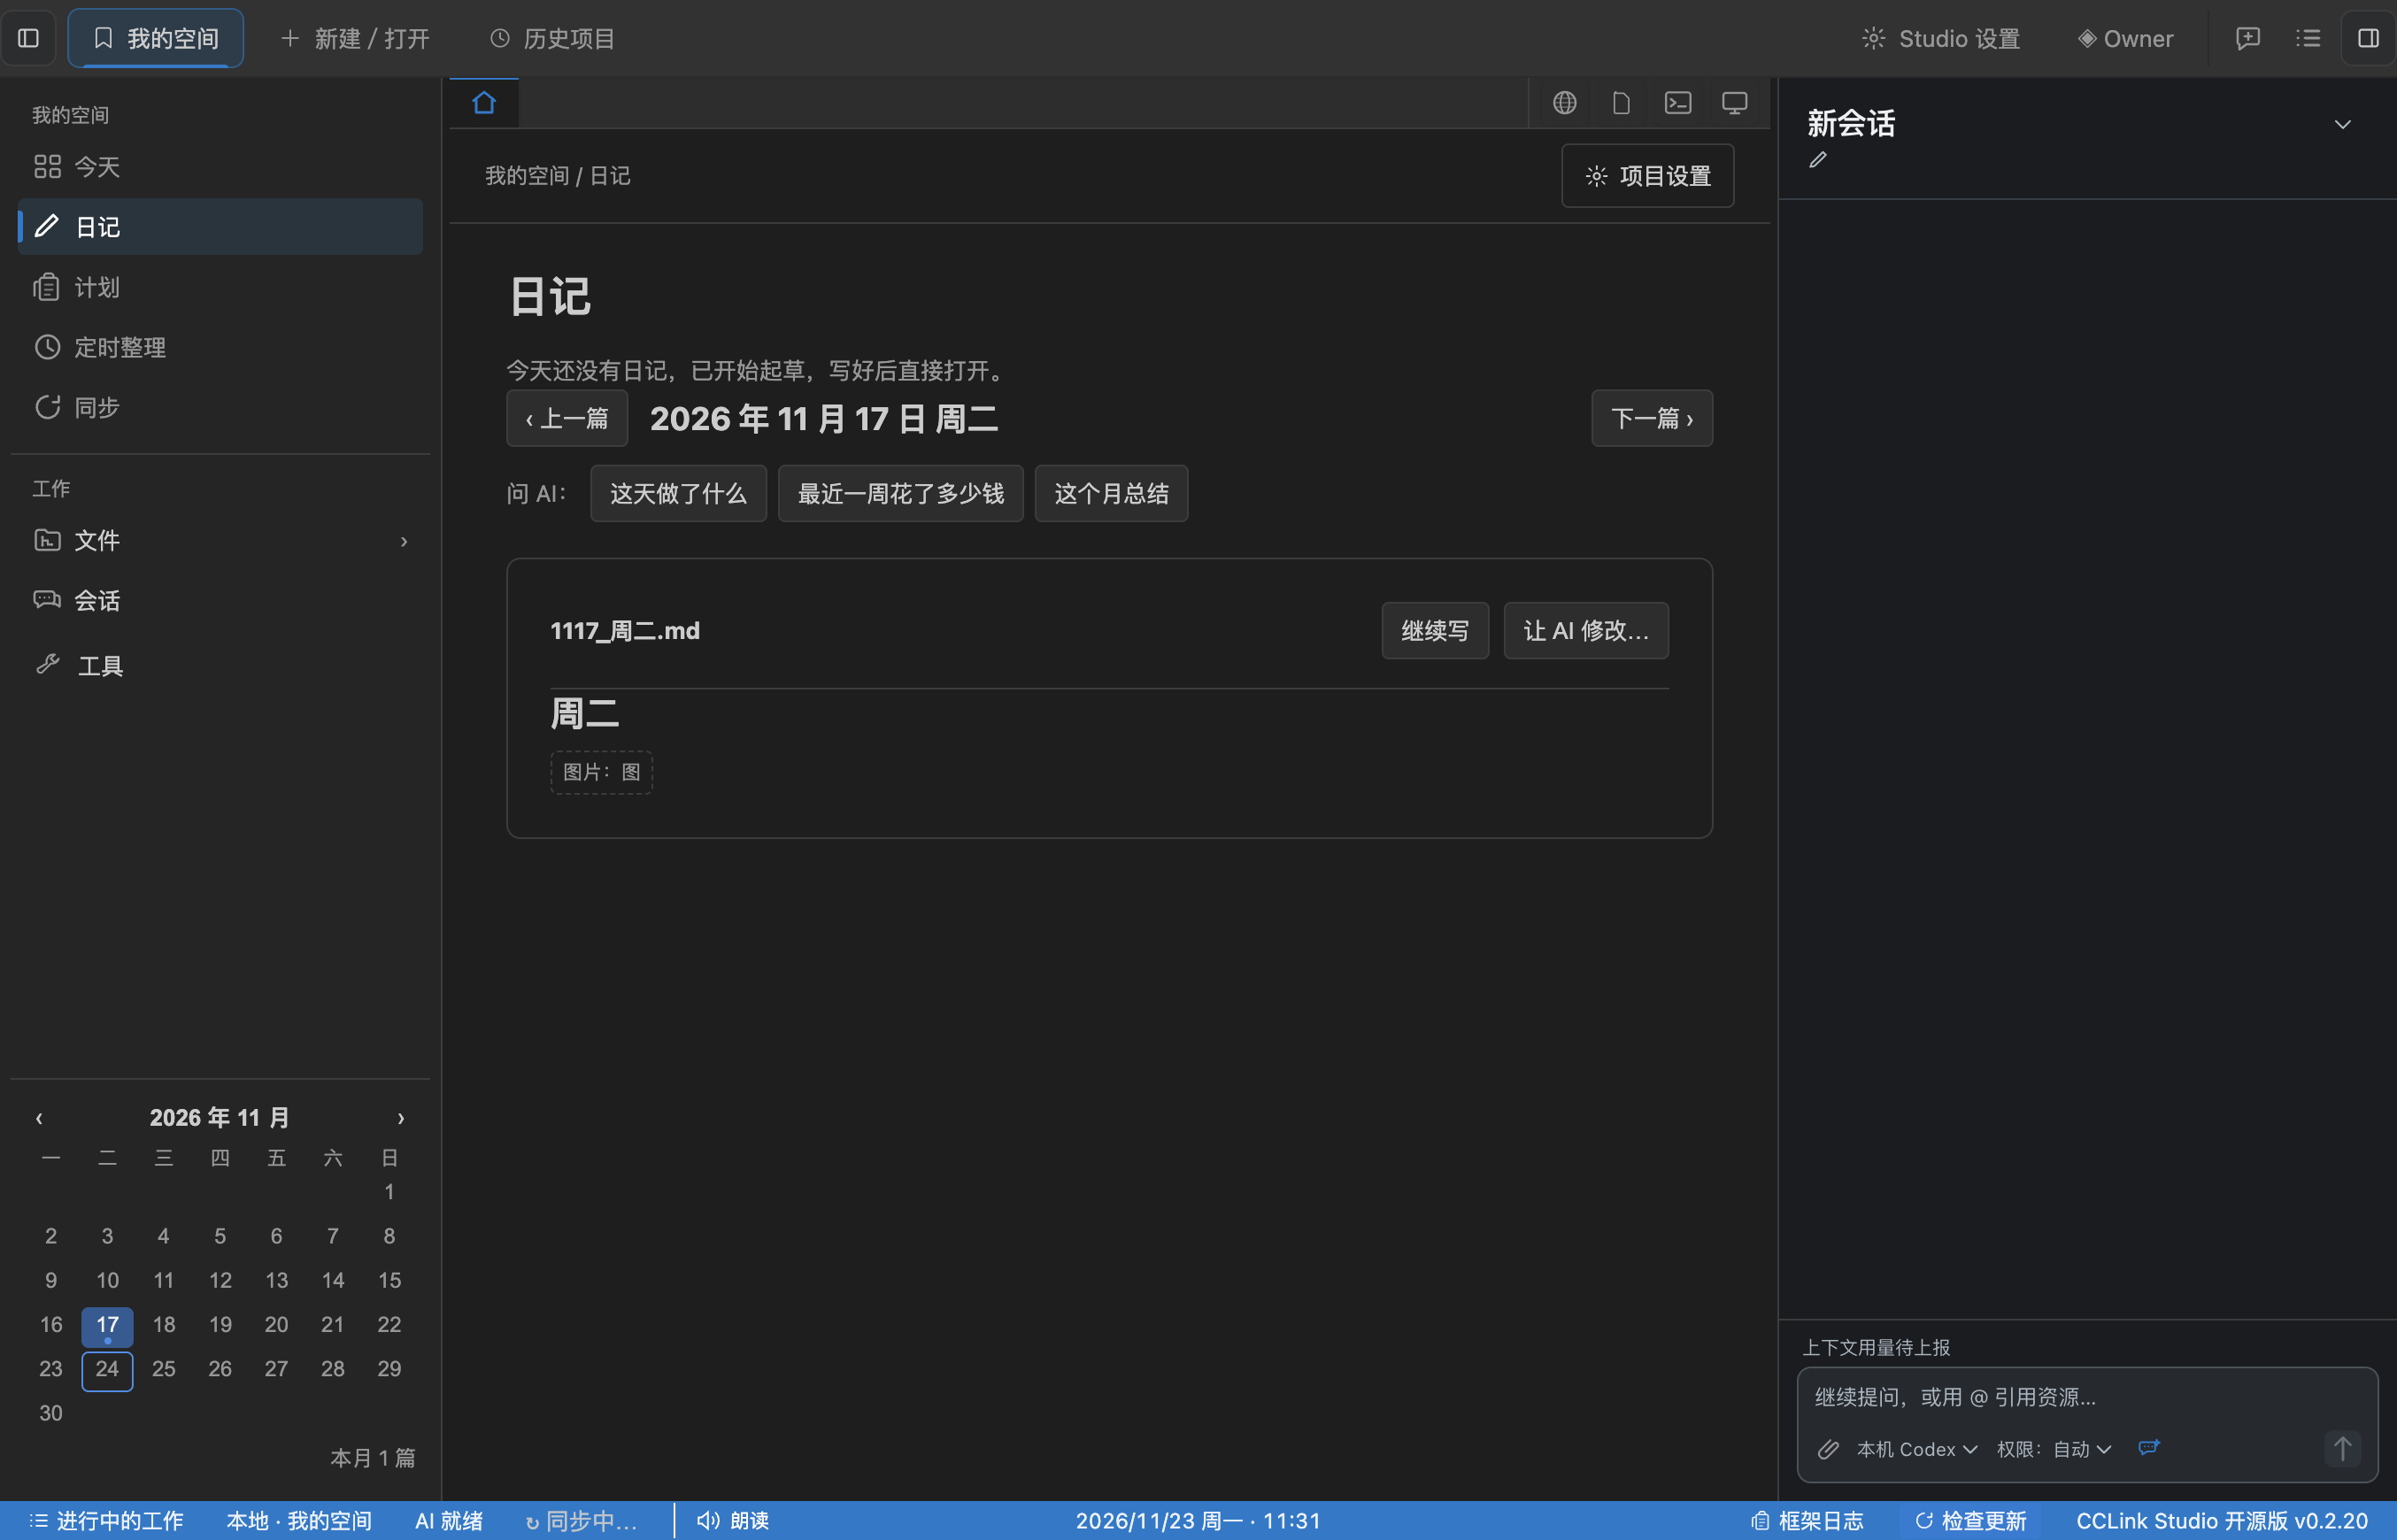 我的空间
新建 / 打开
历史项目
Studio 设置
Owner
我的空间
今天
日记
计划
定时整理
同步
工作
文件
会话
工具
2026 年 11 月
一 二 三 四 五 六 日
1
2 3 4 5 6 7 8
9 10 11 12 13 14 15
16 17 18 19 20 21 22
23 24 25 26 27 28 29
30
本月 1 篇
我的空间 / 日记
项目设置
日记
今天还没有日记，已开始起草，写好后直接打开。
‹ 上一篇
2026 年 11 月 17 日 周二
下一篇 ›
问 AI：
这天做了什么
最近一周花了多少钱
这个月总结
1117_周二.md
继续写
让 AI 修改…
周二
图片：图
新会话
上下文用量待上报
继续提问，或用 @ 引用资源...
本机 Codex
权限：自动
进行中的工作
本地 · 我的空间
AI 就绪
同步中…
朗读
2026/11/23 周一 · 11:31
框架日志
检查更新
CCLink Studio 开源版 v0.2.20